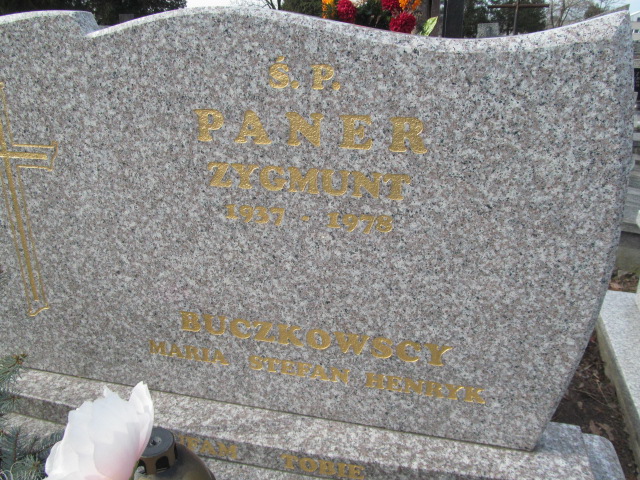 Ś. P.
PANER
ZYGMUNT
1937 - 1978
BUCZKOWSCY
MARIA STEFAN HENRYK
TOBIE